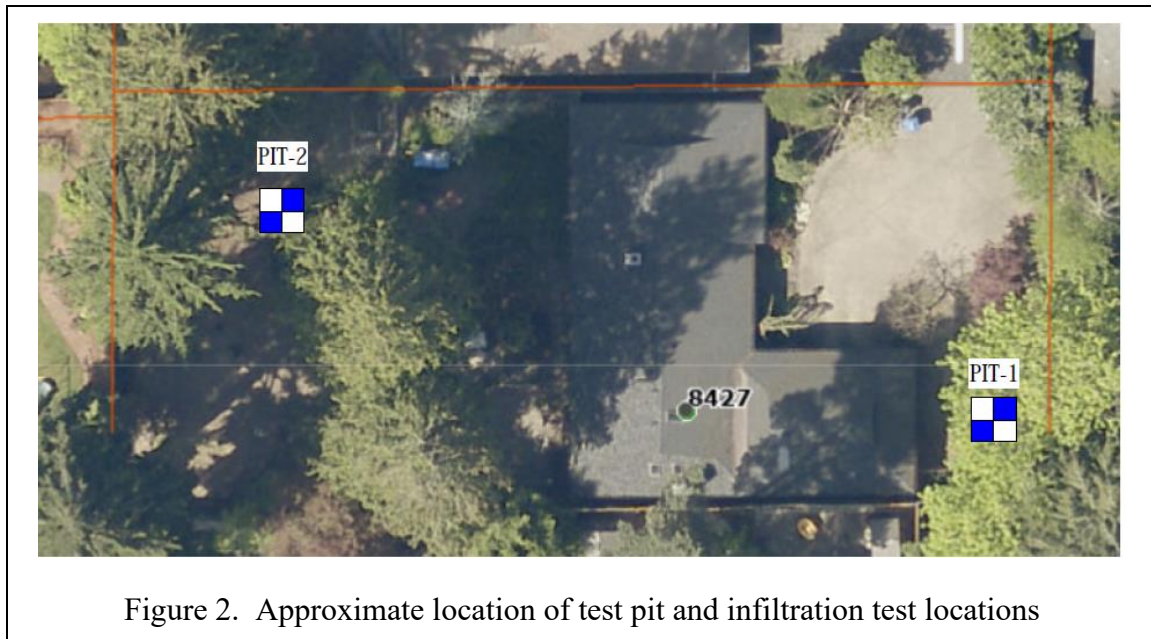 PIT-2
PIT-1
8427
Figure 2.  Approximate location of test pit and infiltration test locations